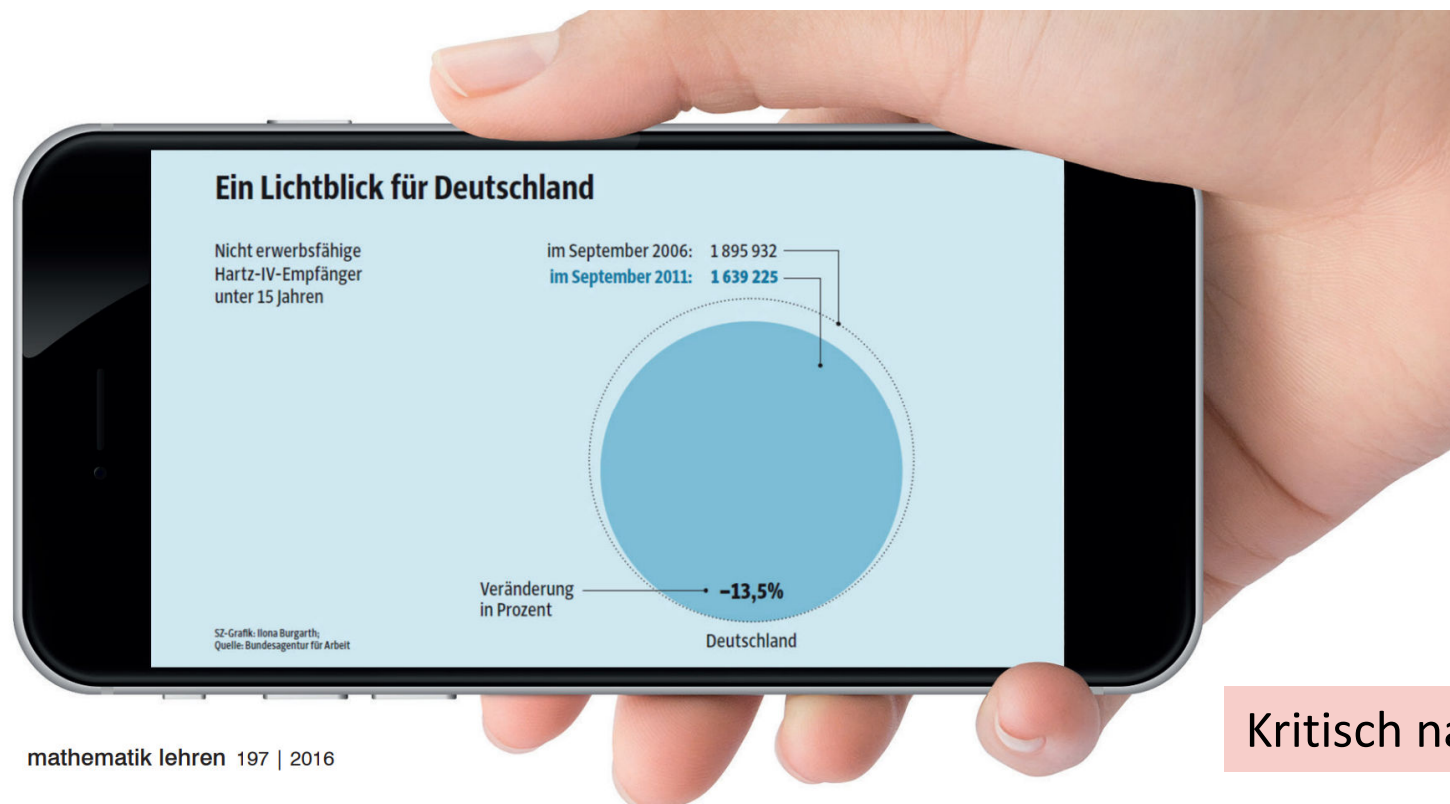 Ein Lichtblick für Deutschland
Nicht erwerbsfähige
Hartz-IV-Empfänger
unter 15 Jahren
im September 2006: 1 895 932
im September 2011: 1 639 225
Veränderung
in Prozent
–13,5%
Deutschland
SZ-Grafik: Ilona Burgarth;
Quelle: Bundesagentur für Arbeit
mathematik lehren 197 | 2016
Kritisch na